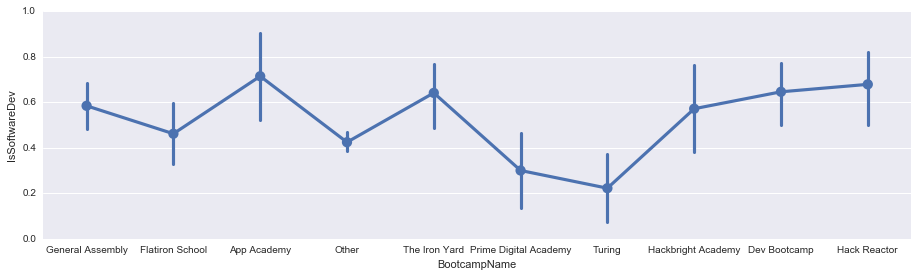 1.0
0.8
0.6
0.4
0.2
0.0
IsSoftwareDev
General Assembly Flatiron School App Academy Other The Iron Yard Prime Digital Academy Turing Hackbright Academy Dev Bootcamp Hack Reactor
BootcampName